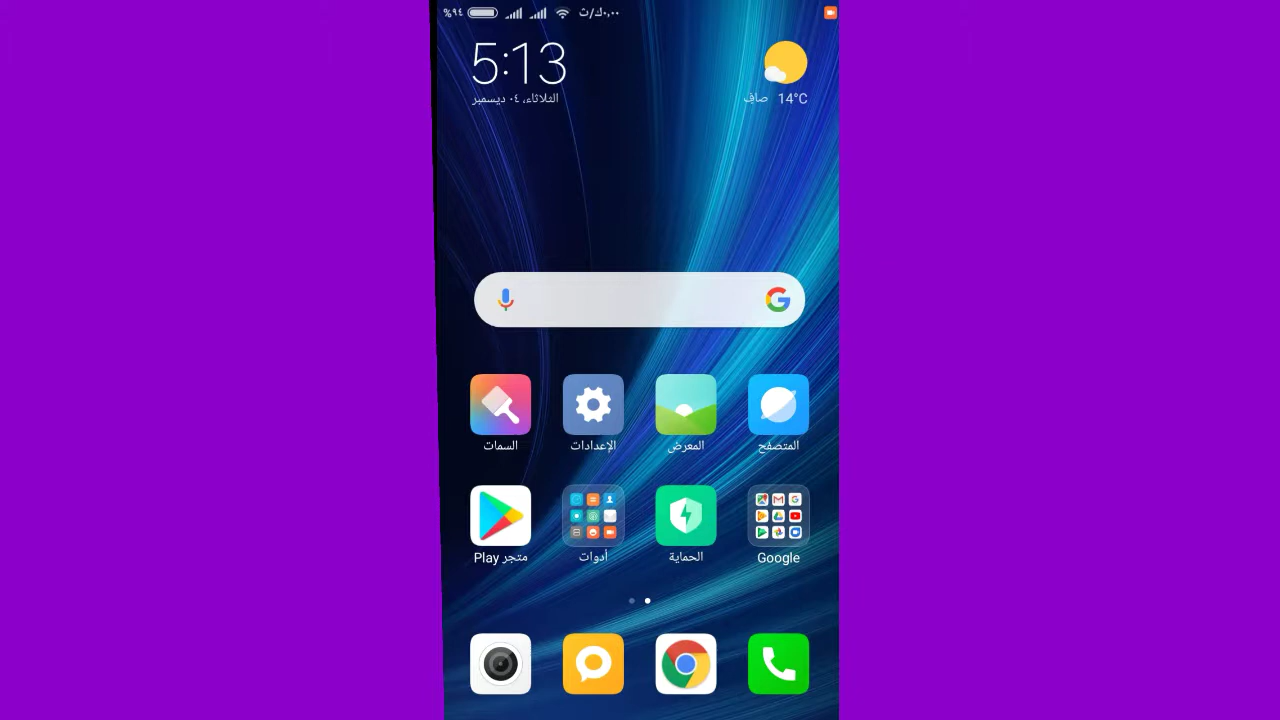 %٩٤ ٠,٠٠ك/ث
5:13
الثلاثاء، ٠٤ ديسمبر
صافِ 14°C
السمات الإعدادات المعرض المتصفح
متجر Play أدوات الحماية Google